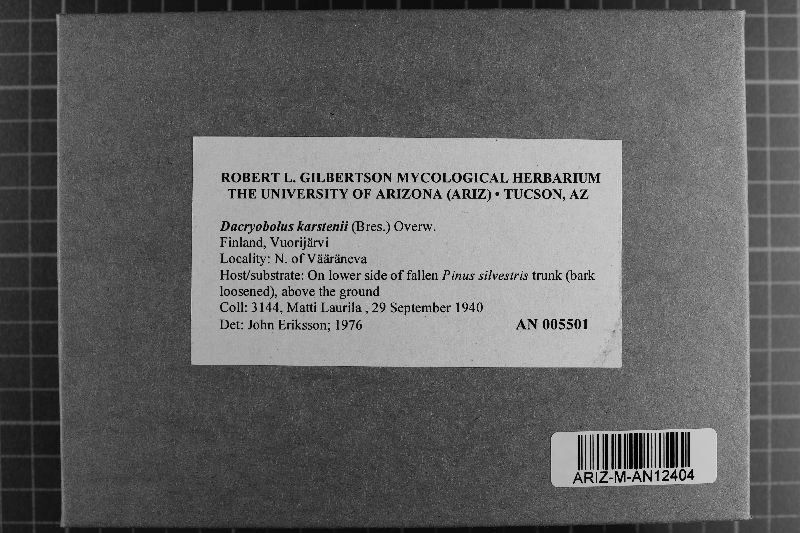 ROBERT L. GILBERTSON MYCOLOGICAL HERBARIUM
THE UNIVERSITY OF ARIZONA (ARIZ) • TUCSON, AZ
Dacryobolus karstenii (Bres.) Overw.
Finland, Vuorijärvi
Locality: N. of Vääräneva
Host/substrate: On lower side of fallen Pinus silvestris trunk (bark
loosened), above the ground
Coll: 3144, Matti Laurila , 29 September 1940
Det: John Eriksson; 1976 AN 005501
ARIZ-M-AN12404